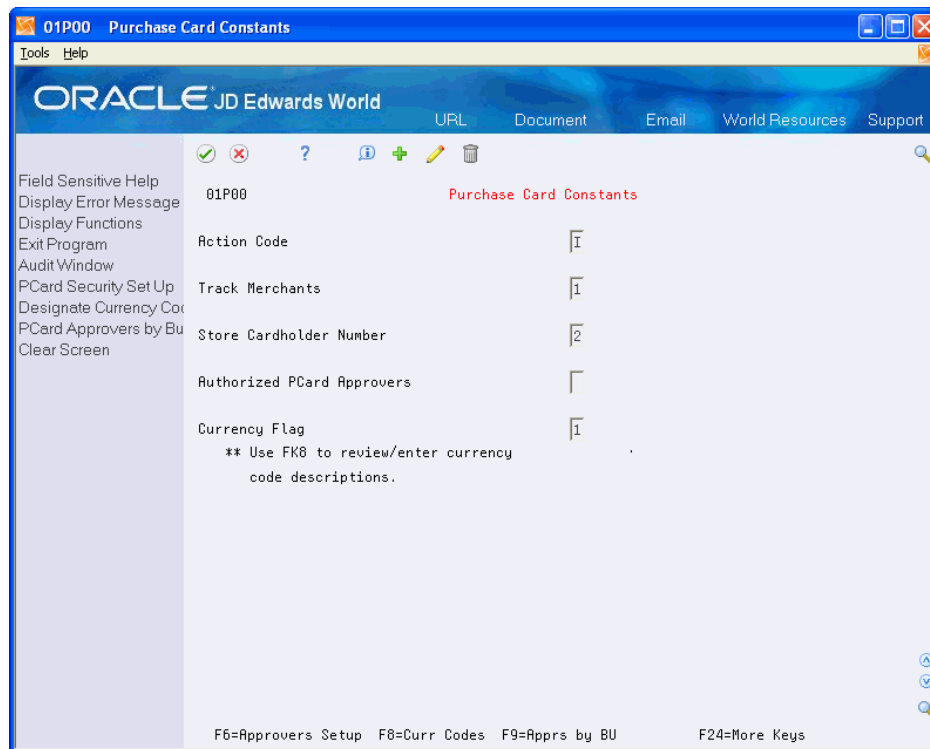 01P00 Purchase Card Constants
Tools Help
ORACLE JD Edwards World
URL Document Email World Resources Support
Field Sensitive Help
Display Error Message
Display Functions
Exit Program
Audit Window
PCard Security Set Up
Designate Currency Co
PCard Approvers by Bu
Clear Screen
01P00 Purchase Card Constants
Action Code I
Track Merchants 1
Store Cardholder Number 2
Authorized PCard Approvers
Currency Flag 1
** Use FK8 to review/enter currency .
code descriptions.
F6=Approvers Setup F8=Curr Codes F9=Apprs by BU F24=More Keys